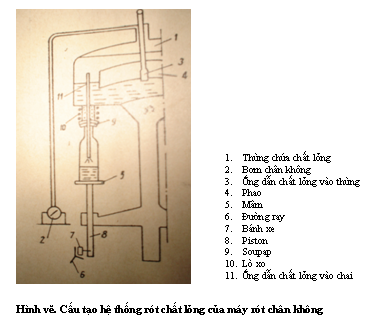 1
3
4
11
10
9
9
2
7
8
6
1. Thùng chứa chất lỏng
2. Bơm chân không
3. Ống dẫn chất lỏng vào thùng
4. Phao
5. Mâm
6. Đường ray
7. Bánh xe
8. Piston
9. Soupap
10. Lò xo
11. Ống dẫn chất lỏng vào chai
Hình vẽ. Cấu tạo hệ thống rót chất lỏng của máy rót chân không